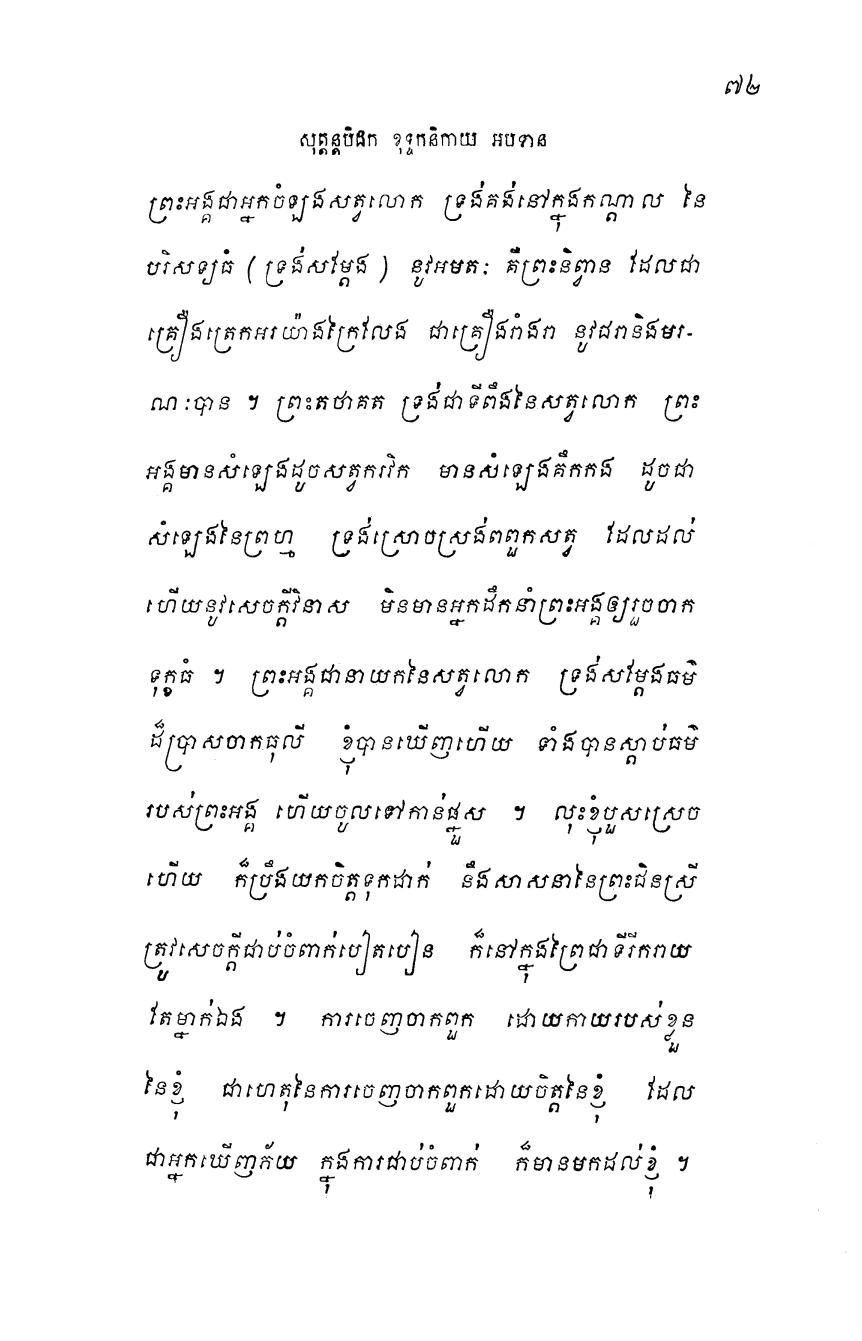 ៧២
សុត្តន្តបិដក ខុទ្ទកនិកាយ អបទាន
ព្រះអង្គជាអ្នកចំឡងសត្វលោក ទ្រង់គង់នៅក្នុងកណ្តាល នៃ
បរិសទ្យធំ (ទ្រង់សម្តែង) នូវអមតៈ គឺព្រះនិព្វាន ដែលជា
គ្រឿងត្រេកអរយ៉ាងក្រៃលែង ជាគ្រឿងរំងាប់ នូវជរានិងមរ-
ណៈបាន ។ ព្រះតថាគត ទ្រង់ជាទីពឹងនៃសត្វលោក ព្រះ
អង្គមានសំឡេងដូចសត្វករវិក មានសំឡេងគឹកកង ដូចជា
សំឡេងនៃព្រហ្ម ទ្រង់ស្រោចស្រង់ពពួកសត្វ ដែលដល់
ហើយនូវសេចក្តីវិនាស មិនមានអ្នកដឹកនាំព្រះអង្គឲ្យរួចចាក
ទុក្ខធំ ។ ព្រះអង្គជានាយកនៃសត្វលោក ទ្រង់សម្តែងធម៌
ដ៏ប្រាសចាកធុលី ខ្ញុំបានឃើញហើយ ទាំងបានស្តាប់ធម៌
របស់ព្រះអង្គ ហើយចូលទៅកាន់ផ្នួស ។ លុះខ្ញុំបួសស្រេច
ហើយ ក៏ប្រឹងយកចិត្តទុកដាក់ នឹងសាសនានៃព្រះជិនស្រី
ត្រូវសេចក្តីជាប់ចំពាក់បៀតបៀន ក៏នៅក្នុងព្រៃជាទីរីករាយ
តែម្នាក់ឯង ។ ការចេញចាកពួក ដោយកាយរបស់ខ្លួន
នៃខ្ញុំ ជាហេតុនៃការចេញចាកពួកដោយចិត្តនៃខ្ញុំ ដែល
ជាអ្នកឃើញភ័យ ក្នុងការជាប់ចំពាក់ ក៏មានមកដល់ខ្ញុំ ។